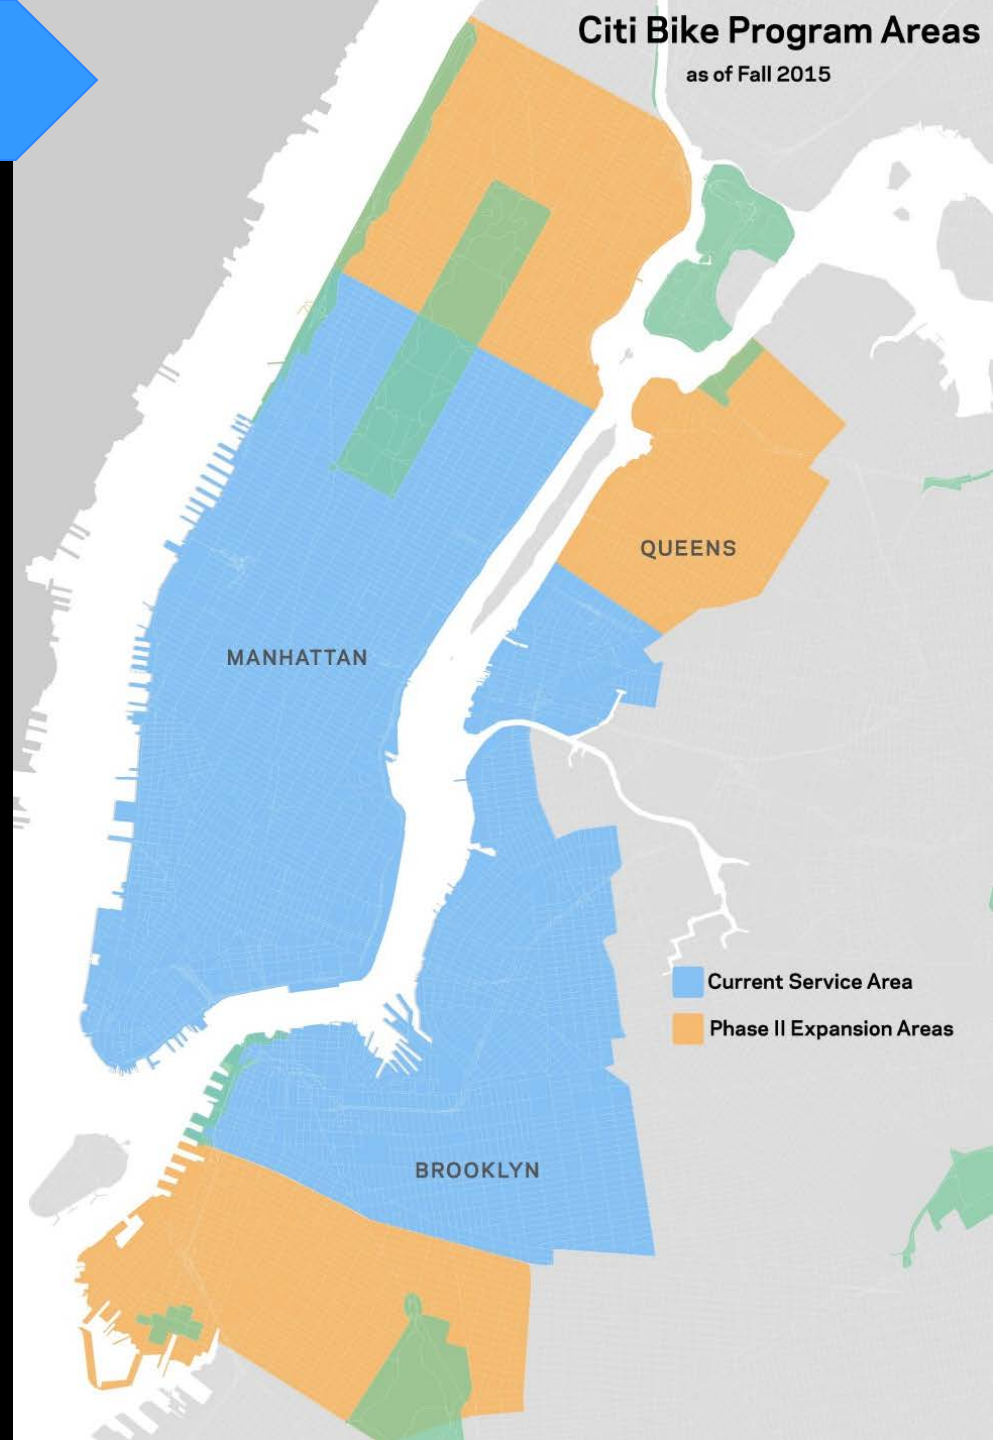 Citi Bike Program Areas
as of Fall 2015
QUEENS
MANHATTAN
Current Service Area
Phase II Expansion Areas
BROOKLYN